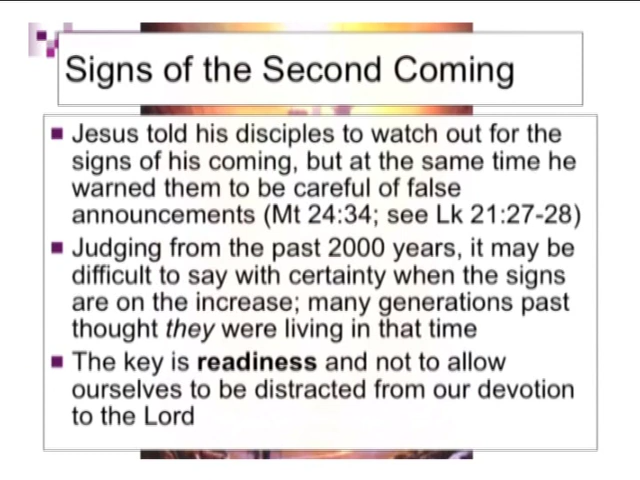 Signs of the Second Coming
Jesus told his disciples to watch out for the
signs of his coming, but at the same time he
warned them to be careful of false
announcements (Mt 24:34; see Lk 21:27-28)
Judging from the past 2000 years, it may be
difficult to say with certainty when the signs
are on the increase; many generations past
thought they were living in that time
The key is readiness and not to allow
ourselves to be distracted from our devotion
to the Lord